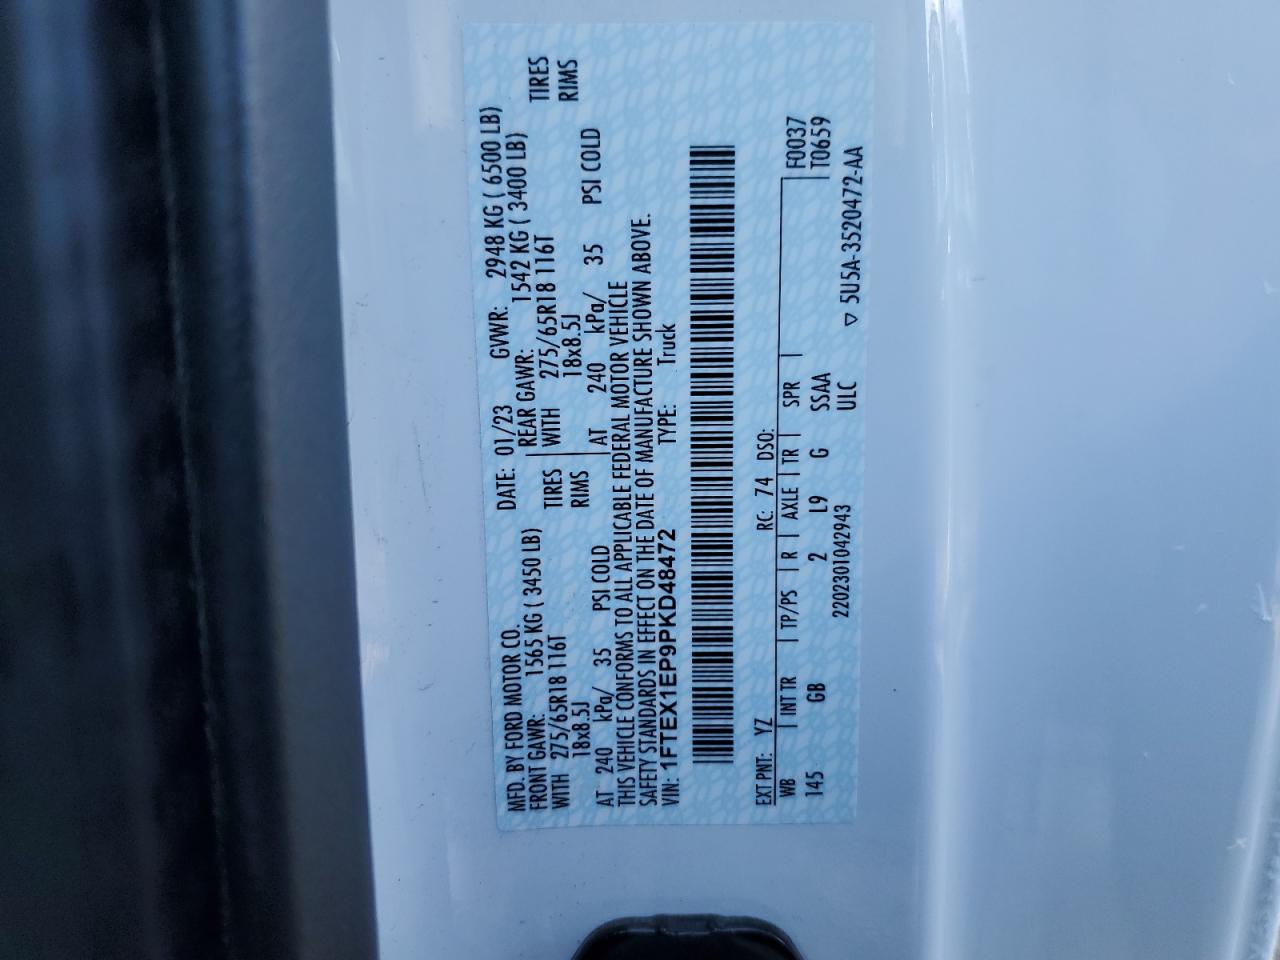 MFD. BY FORD MOTOR CO. DATE: 01/23 GVWR: 2948 KG ( 6500 LB)
FRONT GAWR: 1565 KG ( 3450 LB) REAR GAWR: 1542 KG ( 3400 LB)
WITH 275/65R18 116T TIRES WITH 275/65R18 116T TIRES
18x8.5J RIMS 18x8.5J RIMS
AT 240 kPa/ 35 PSI COLD AT 240 kPa/ 35 PSI COLD
THIS VEHICLE CONFORMS TO ALL APPLICABLE FEDERAL MOTOR VEHICLE
SAFETY STANDARDS IN EFFECT ON THE DATE OF MANUFACTURE SHOWN ABOVE.
VIN: 1FTEX1EP9PKD48472 TYPE: Truck
EXT PNT: YZ RC: 74 DSO:
WB | INT TR | TP/PS | R | AXLE | TR | SPR | F0037
145 GB 2 L9 G SSAA T0659
2202301042943 ULC ▽ 5U5A-3520472-AA